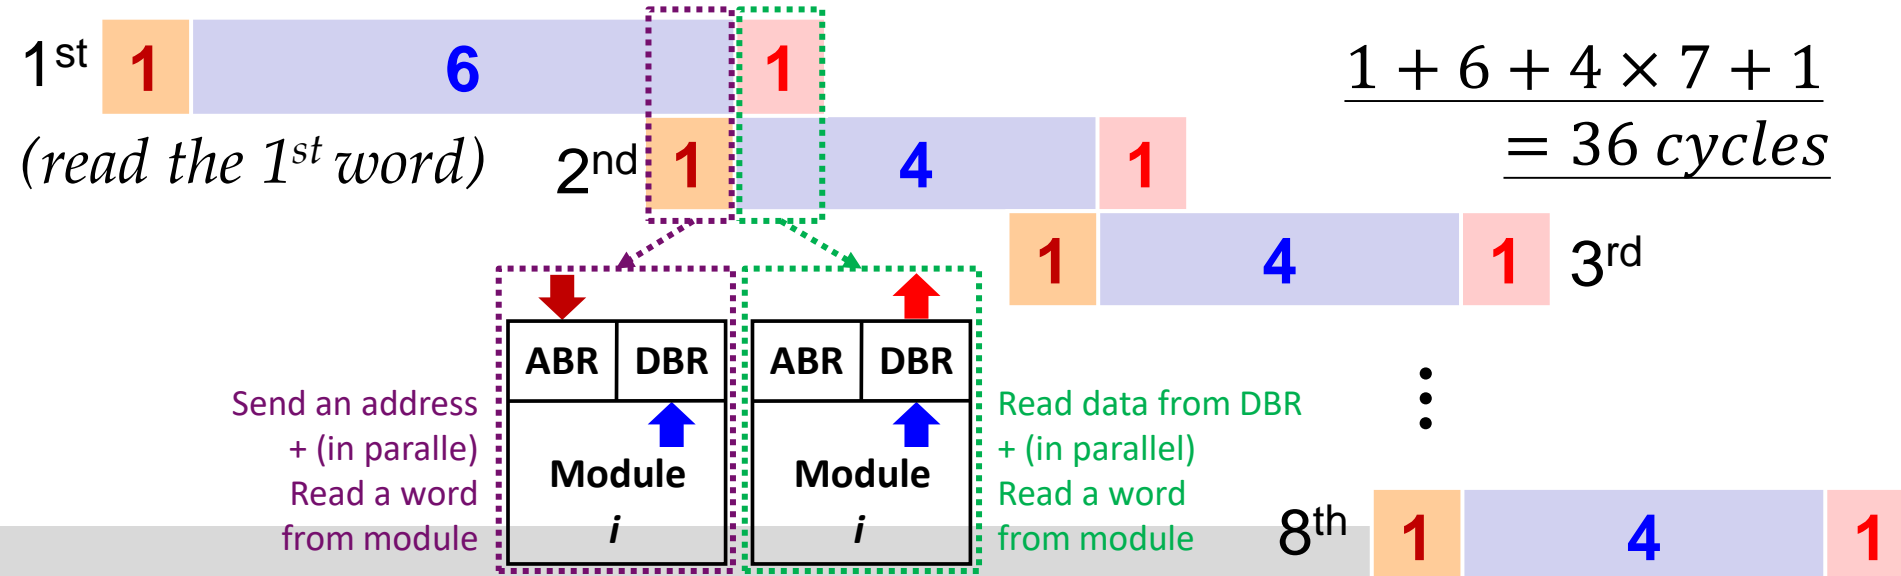 1st 1 6 1
1 + 6 + 4 × 7 + 1
= 36 cycles
(read the 1st word)
2nd 1 4 1
1 4 1 3rd
ABR DBR
Module
i
ABR DBR
Module
i
Send an address
+ (in paralle)
Read a word
from module
Read data from DBR
+ (in parallel)
Read a word
from module
⋮
8th 1 4 1